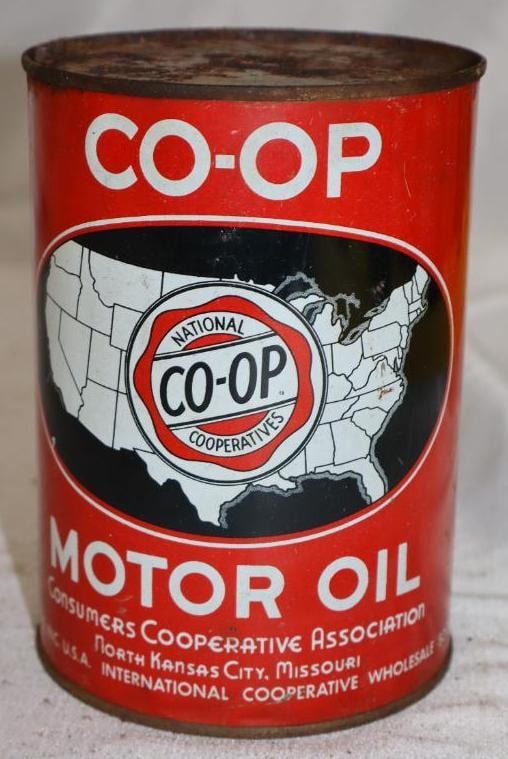 CO-OP
NATIONAL
CO-OP
COOPERATIVES
MOTOR OIL
CONSUMERS COOPERATIVE ASSOCIATION
NORTH KANSAS CITY, MISSOURI
U.S.A. INTERNATIONAL COOPERATIVE WHOLESALE